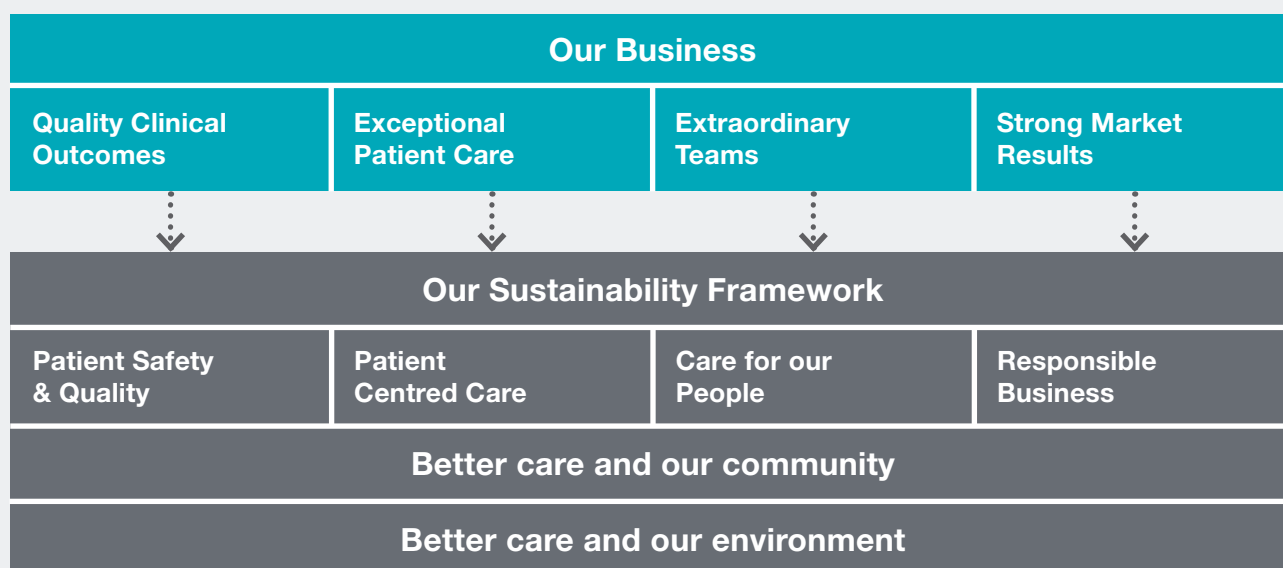 Our Business
Quality Clinical
Outcomes
Exceptional
Patient Care
Extraordinary
Teams
Strong Market
Results
Our Sustainability Framework
Patient Safety
& Quality
Patient
Centred Care
Care for our
People
Responsible
Business
Better care and our community
Better care and our environment